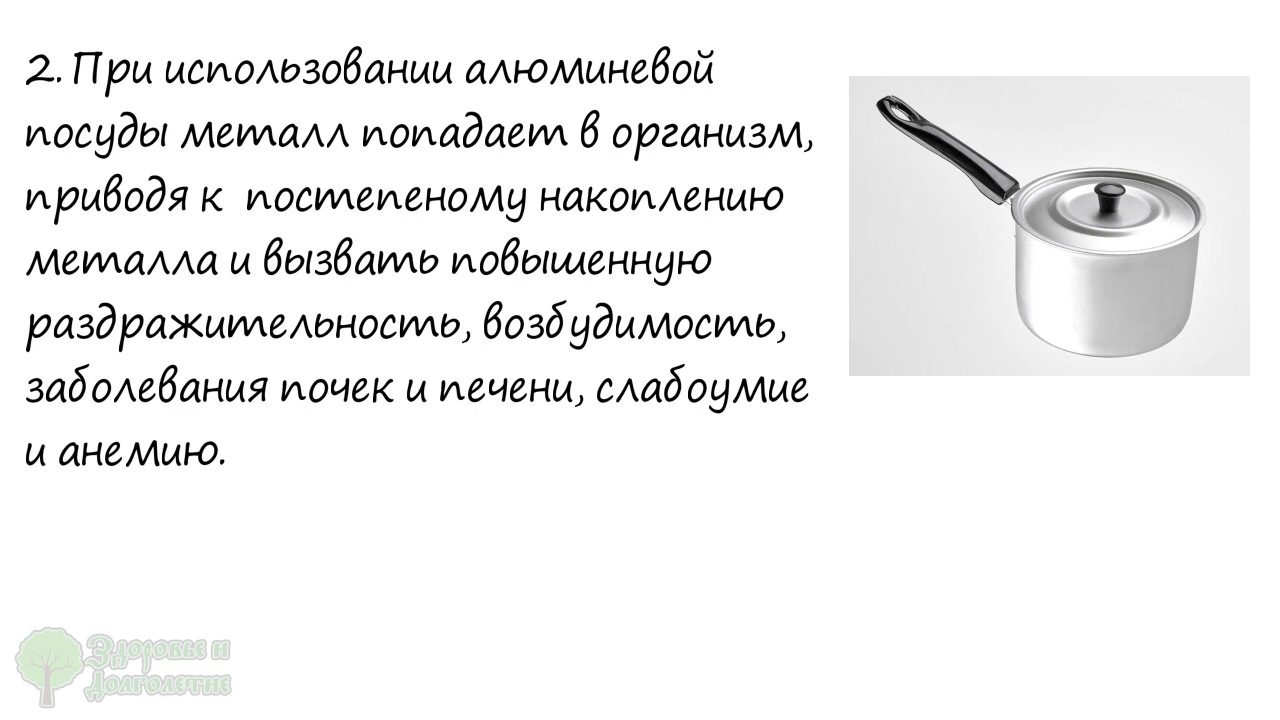 2. При использовании алюминевой
посуды металл попадает в организм,
приводя к постепеному накоплению
металла и вызвать повышенную
раздражительность, возбудимость,
заболевания почек и печени, слабоумие
и анемию.
Здоровье и
Долголетие